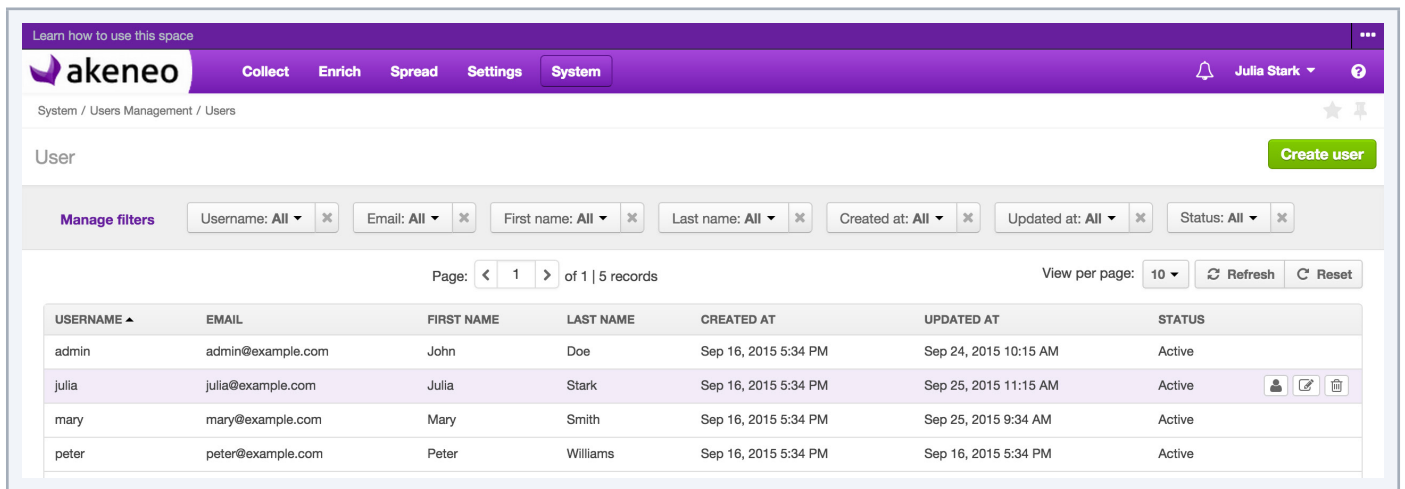 Learn how to use this space
akeneo Collect Enrich Spread Settings System Julia Stark
System / Users Management / Users
User Create user
Manage filters Username: All Email: All First name: All Last name: All Created at: All Updated at: All Status: All
Page: 1 of 1 | 5 records View per page: 10 Refresh Reset
USERNAME EMAIL FIRST NAME LAST NAME CREATED AT UPDATED AT STATUS
admin admin@example.com John Doe Sep 16, 2015 5:34 PM Sep 24, 2015 10:15 AM Active
julia julia@example.com Julia Stark Sep 16, 2015 5:34 PM Sep 25, 2015 11:15 AM Active
mary mary@example.com Mary Smith Sep 16, 2015 5:34 PM Sep 25, 2015 9:34 AM Active
peter peter@example.com Peter Williams Sep 16, 2015 5:34 PM Sep 16, 2015 5:34 PM Active